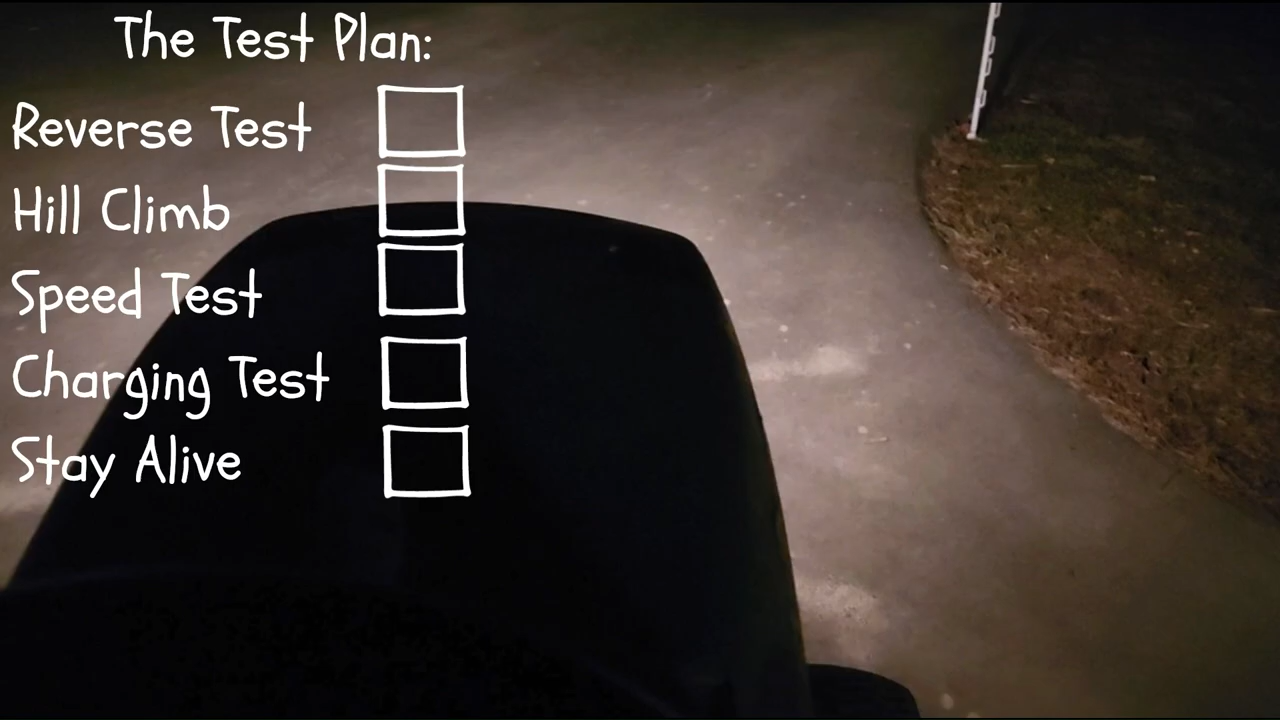 The Test Plan:
Reverse Test
Hill Climb
Speed Test
Charging Test
Stay Alive